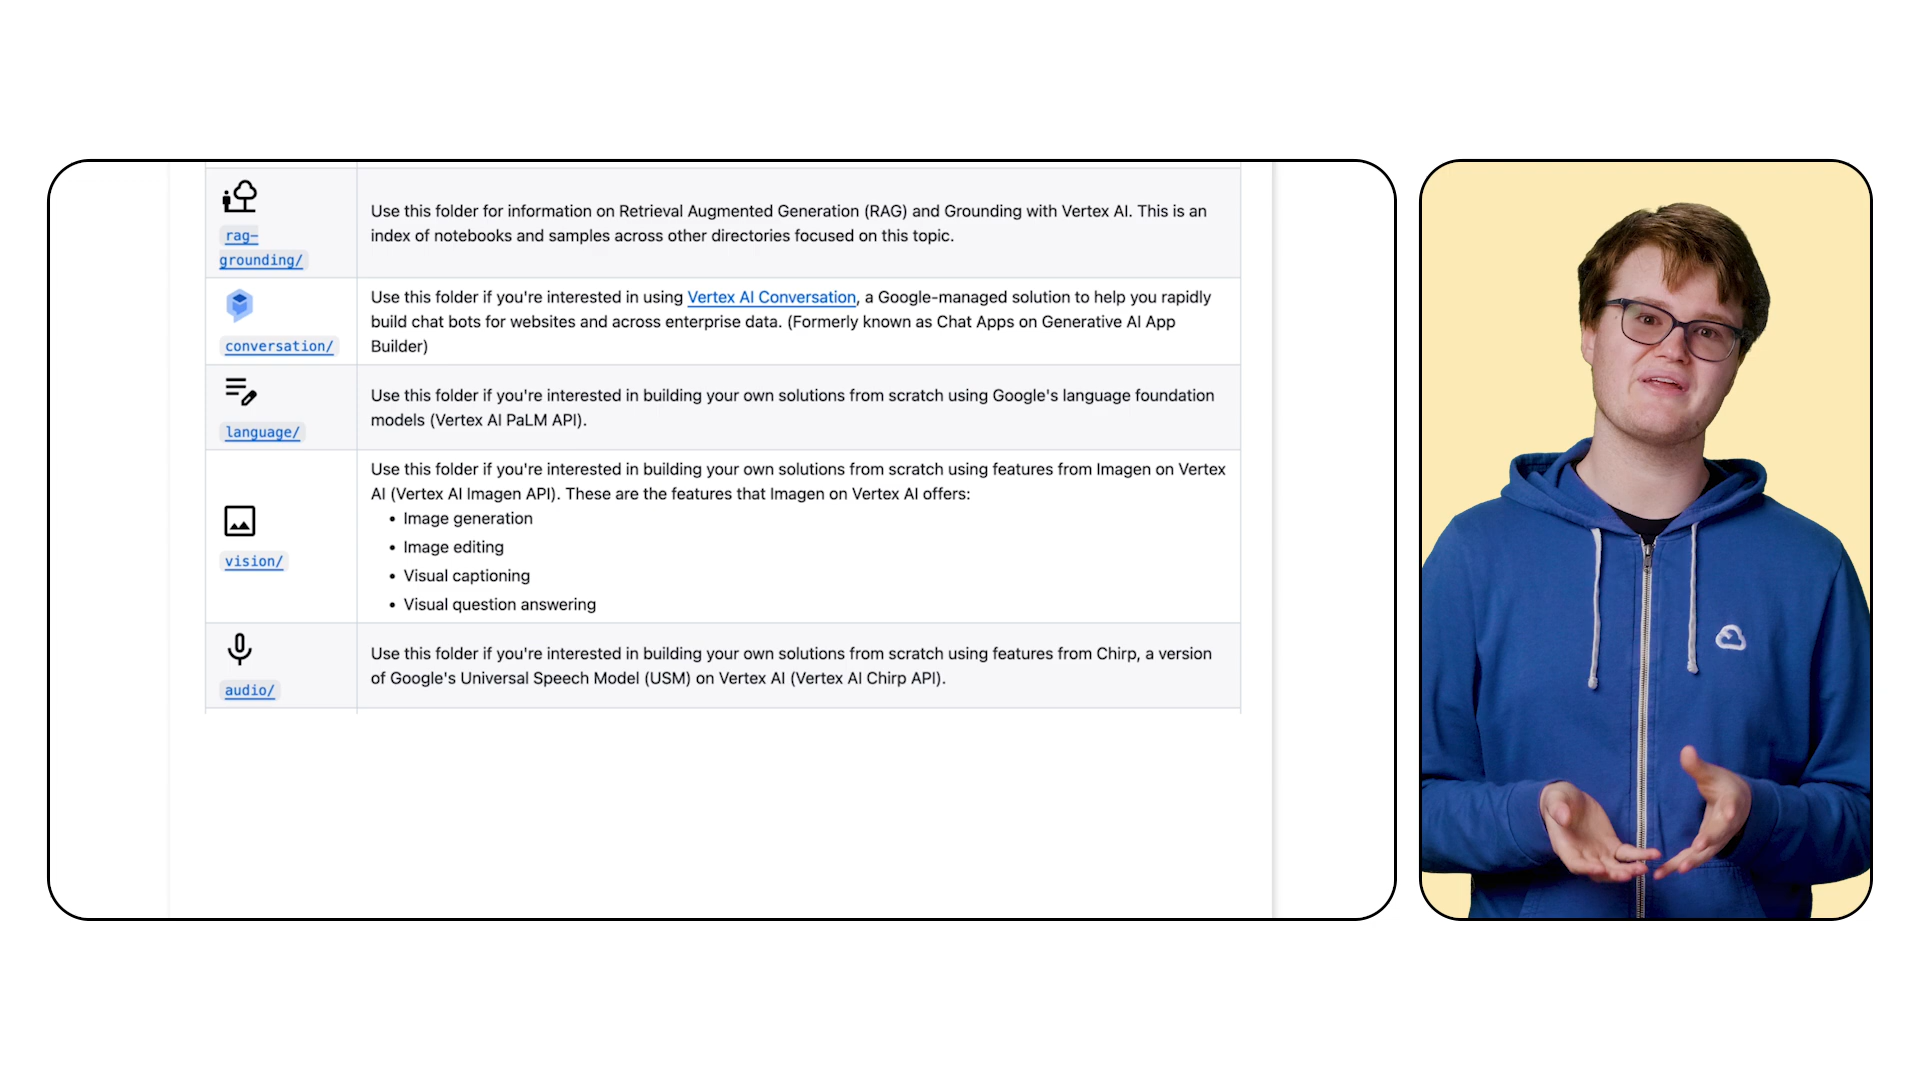 rag-
grounding/
Use this folder for information on Retrieval Augmented Generation (RAG) and Grounding with Vertex AI. This is an
index of notebooks and samples across other directories focused on this topic.
conversation/
Use this folder if you're interested in using Vertex AI Conversation, a Google-managed solution to help you rapidly
build chat bots for websites and across enterprise data. (Formerly known as Chat Apps on Generative AI App
Builder)
language/
Use this folder if you're interested in building your own solutions from scratch using Google's language foundation
models (Vertex AI PaLM API).
vision/
Use this folder if you're interested in building your own solutions from scratch using features from Imagen on Vertex
AI (Vertex AI Imagen API). These are the features that Imagen on Vertex AI offers:
• Image generation
• Image editing
• Visual captioning
• Visual question answering
audio/
Use this folder if you're interested in building your own solutions from scratch using features from Chirp, a version
of Google's Universal Speech Model (USM) on Vertex AI (Vertex AI Chirp API).